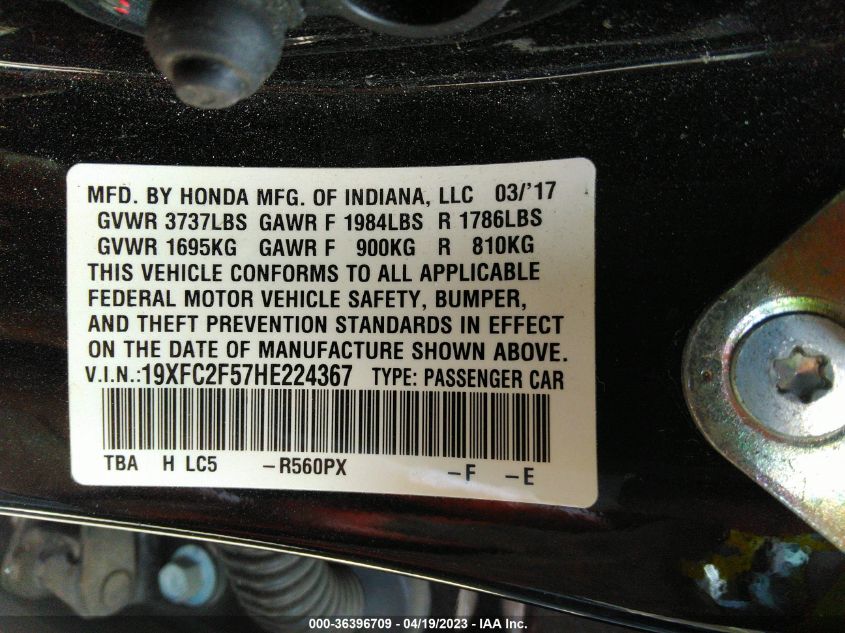 MFD. BY HONDA MFG. OF INDIANA, LLC 03/'17
GVWR 3737LBS GAWR F 1984LBS R 1786LBS
GVWR 1695KG GAWR F 900KG R 810KG
THIS VEHICLE CONFORMS TO ALL APPLICABLE
FEDERAL MOTOR VEHICLE SAFETY, BUMPER,
AND THEFT PREVENTION STANDARDS IN EFFECT
ON THE DATE OF MANUFACTURE SHOWN ABOVE.
V.I.N.:19XFC2F57HE224367 TYPE: PASSENGER CAR
TBA H LC5 –R560PX –F –E
000-36396709 - 04/19/2023 - IAA Inc.